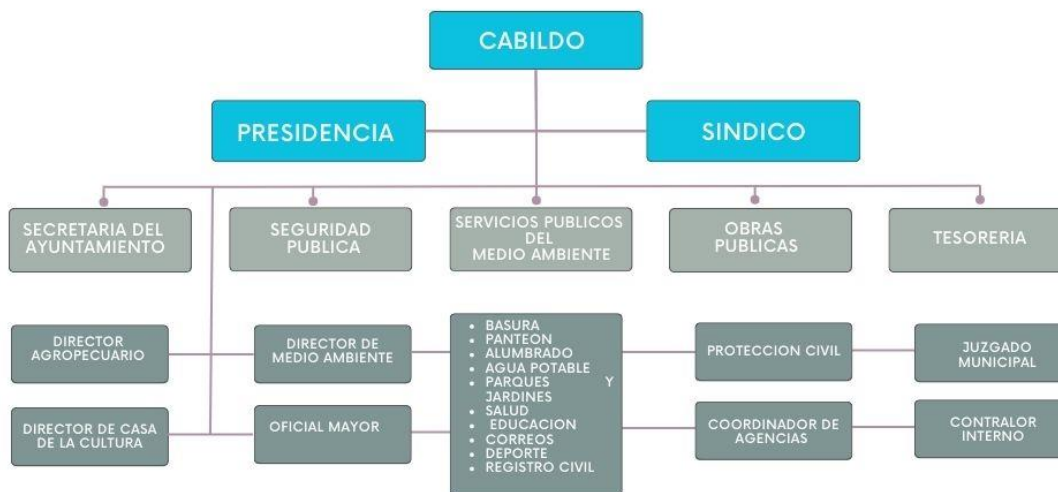 CABILDO
PRESIDENCIA
SINDICO
SECRETARIA DEL
AYUNTAMIENTO
SEGURIDAD
PUBLICA
SERVICIOS PUBLICOS
DEL
MEDIO AMBIENTE
OBRAS
PUBLICAS
TESORERIA
DIRECTOR
AGROPECUARIO
DIRECTOR DE
MEDIO AMBIENTE
• BASURA
• PANTEON
• ALUMBRADO
• AGUA POTABLE
• PARQUES Y
JARDINES
• SALUD
• EDUCACION
• CORREOS
• DEPORTE
• REGISTRO CIVIL
PROTECCION CIVIL
JUZGADO
MUNICIPAL
DIRECTOR DE CASA
DE LA CULTURA
OFICIAL MAYOR
COORDINADOR DE
AGENCIAS
CONTRALOR
INTERNO